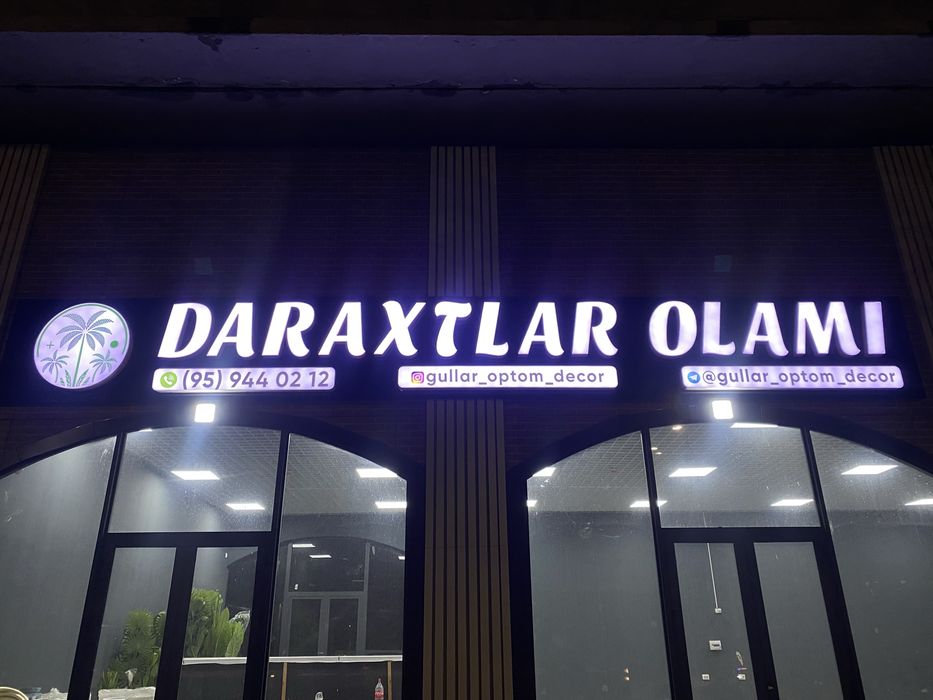 DARAXTLAR OLAMI
(95) 944 02 12
gullar_optom_decor
@gullar_optom_decor